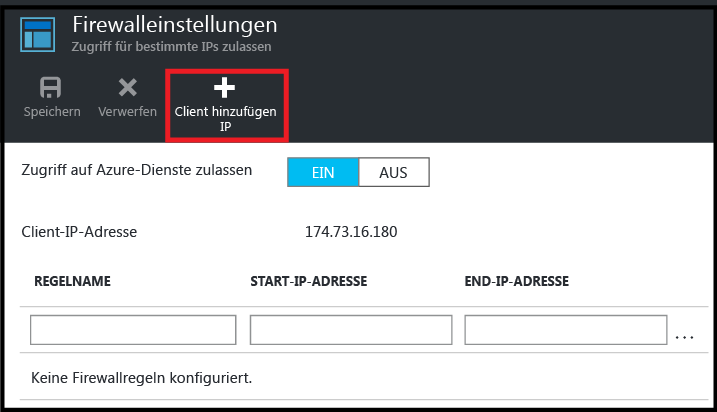 Firewalleinstellungen
Zugriff für bestimmte IPs zulassen
Speichern Verwerfen Client hinzufügen
IP
Zugriff auf Azure-Dienste zulassen EIN AUS
Client-IP-Adresse 174.73.16.180
REGELNAME START-IP-ADRESSE END-IP-ADRESSE
...
Keine Firewallregeln konfiguriert.